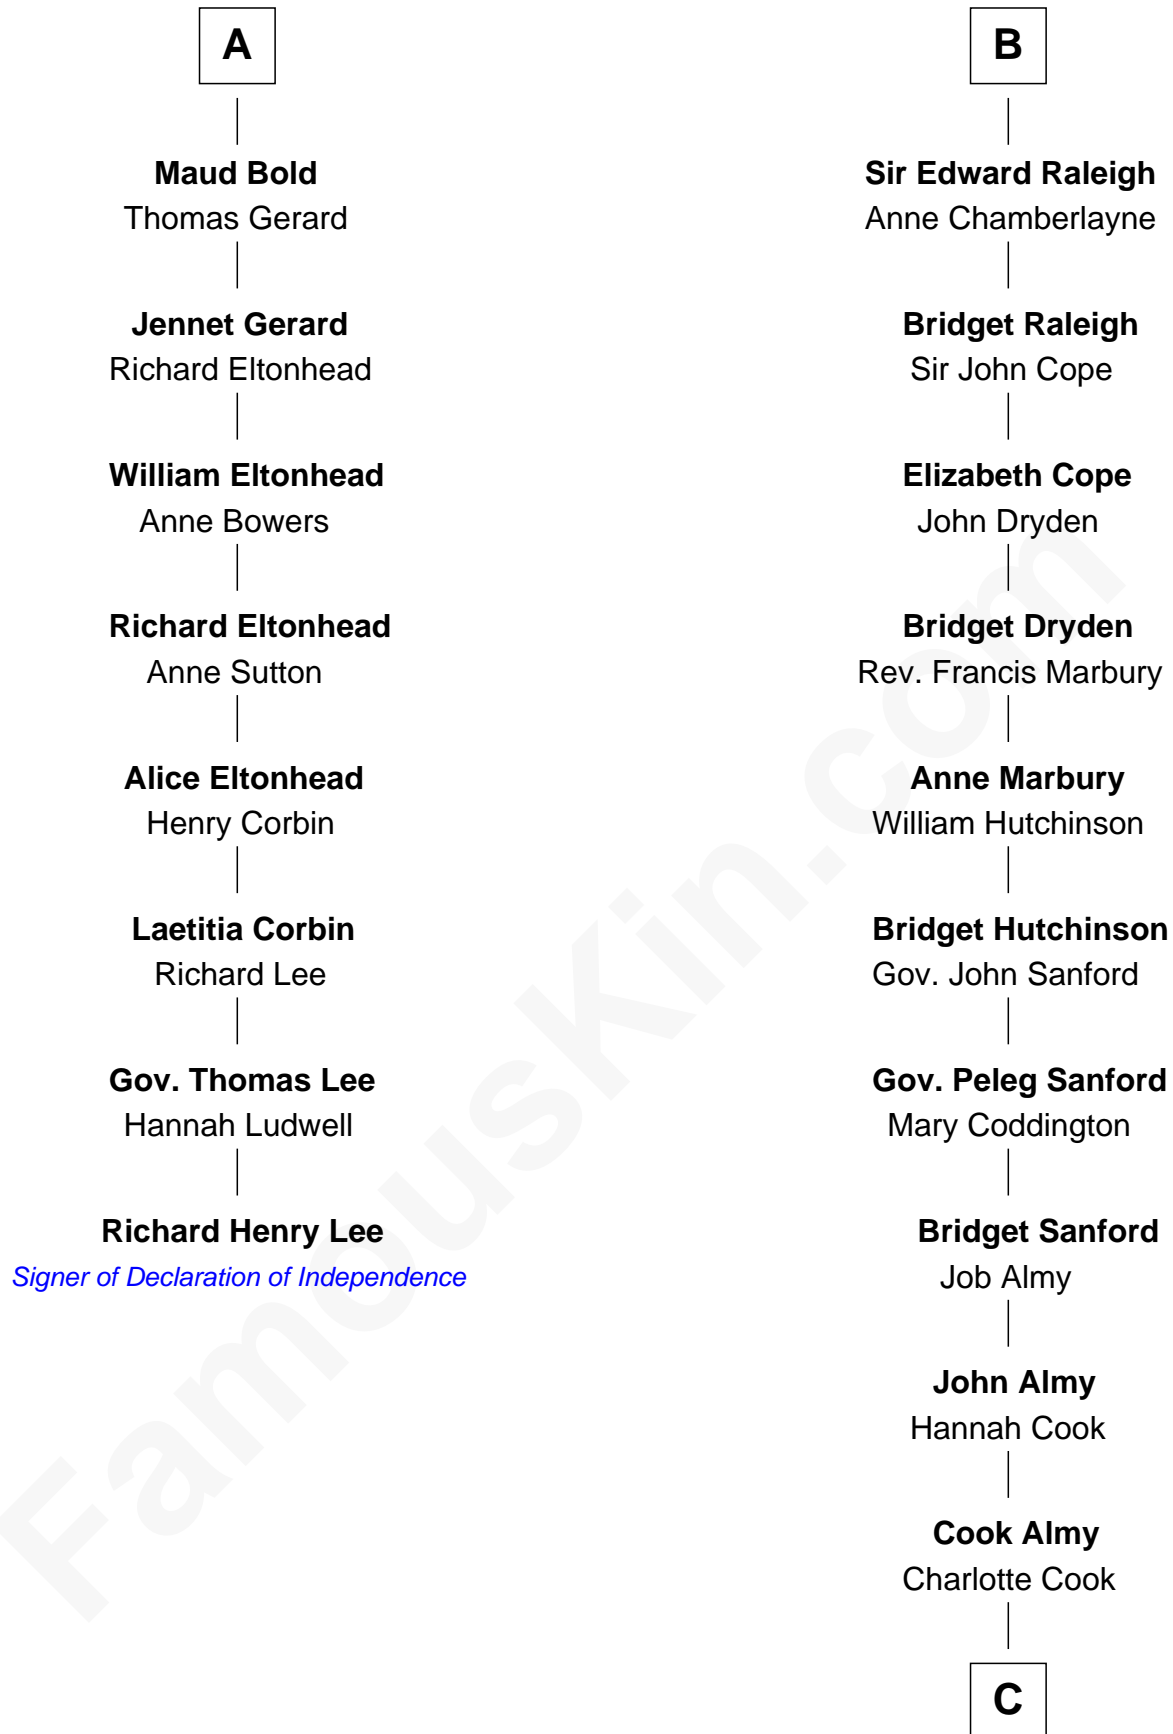 A
Maud Bold
Thomas Gerard
Jennet Gerard
Richard Eltonhead
William Eltonhead
Anne Bowers
Richard Eltonhead
Anne Sutton
Alice Eltonhead
Henry Corbin
Laetitia Corbin
Richard Lee
Gov. Thomas Lee
Hannah Ludwell
Richard Henry Lee
Signer of Declaration of Independence
B
Sir Edward Raleigh
Anne Chamberlayne
Bridget Raleigh
Sir John Cope
Elizabeth Cope
John Dryden
Bridget Dryden
Rev. Francis Marbury
Anne Marbury
William Hutchinson
Bridget Hutchinson
Gov. John Sanford
Gov. Peleg Sanford
Mary Coddington
Bridget Sanford
Job Almy
John Almy
Hannah Cook
Cook Almy
Charlotte Cook
C
FamousKin.com